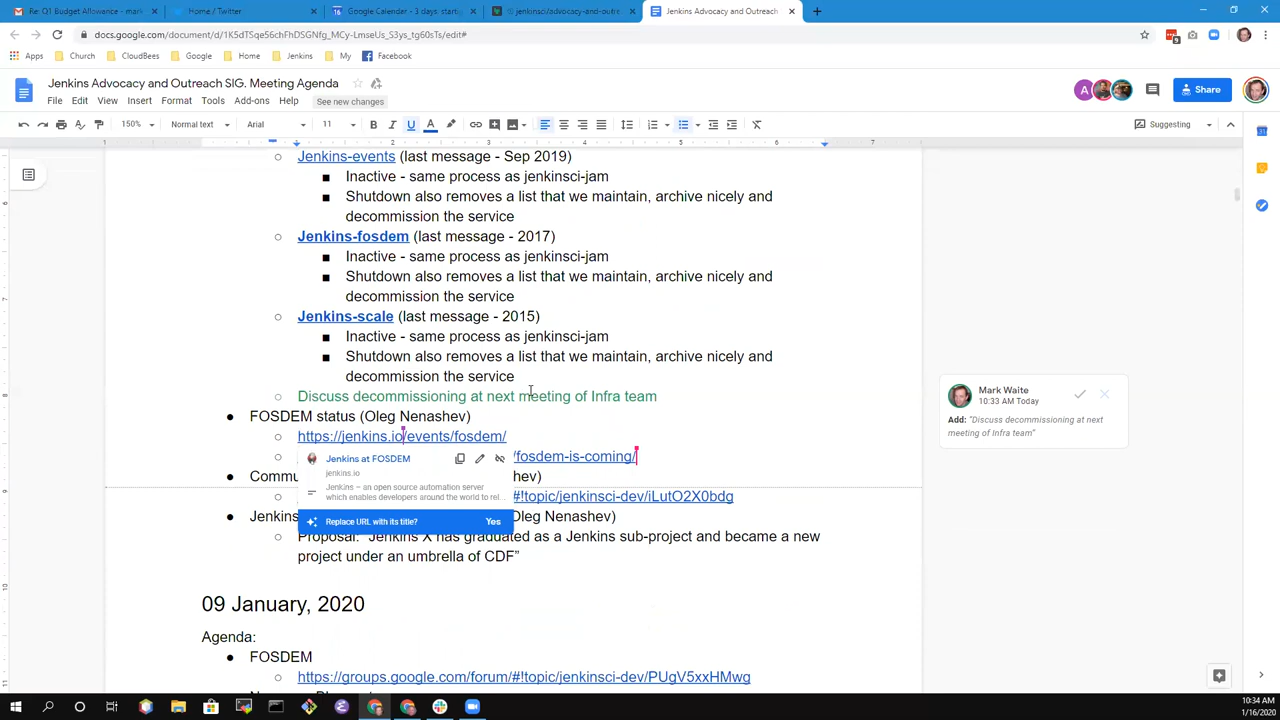 Re: Q1 Budget Allowance - mark
Home / Twitter
Google Calendar - 3 days: starti
jenkinsci/advocacy-and-outr
Jenkins Advocacy and Outreach
docs.google.com/document/d/1K5dTSqe56chFhDSGNfg_MCy-LmseUs_S3ys_tg60sTs/edit#
Apps Church CloudBees Google Home Jenkins My Facebook
Jenkins Advocacy and Outreach SIG. Meeting Agenda
File Edit View Insert Format Tools Add-ons Help See new changes
A Share
150% Normal text Arial 11 B I U A Suggesting
1 1 2 3 4 5 6 7
Jenkins-events (last message - Sep 2019)
Inactive - same process as jenkinsci-jam
Shutdown also removes a list that we maintain, archive nicely and
decommission the service
Jenkins-fosdem (last message - 2017)
Inactive - same process as jenkinsci-jam
Shutdown also removes a list that we maintain, archive nicely and
decommission the service
Jenkins-scale (last message - 2015)
Inactive - same process as jenkinsci-jam
Shutdown also removes a list that we maintain, archive nicely and
decommission the service
Discuss decommissioning at next meeting of Infra team
Mark Waite
10:33 AM Today
Add: "Discuss decommissioning at next
meeting of Infra team"
FOSDEM status (Oleg Nenashev)
https://jenkins.io/events/fosdem/
/fosdem-is-coming/
Jenkins at FOSDEM
jenkins.io
Jenkins – an open source automation server
which enables developers around the world to rel...
Replace URL with its title? Yes
Commu hev)
#!topic/jenkinsci-dev/iLutO2X0bdg
Jenkins Oleg Nenashev)
Proposal: "Jenkins X has graduated as a Jenkins sub-project and became a new
project under an umbrella of CDF"
09 January, 2020
Agenda:
FOSDEM
https://groups.google.com/forum/#!topic/jenkinsci-dev/PUgV5xxHMwg
10:34 AM
1/16/2020